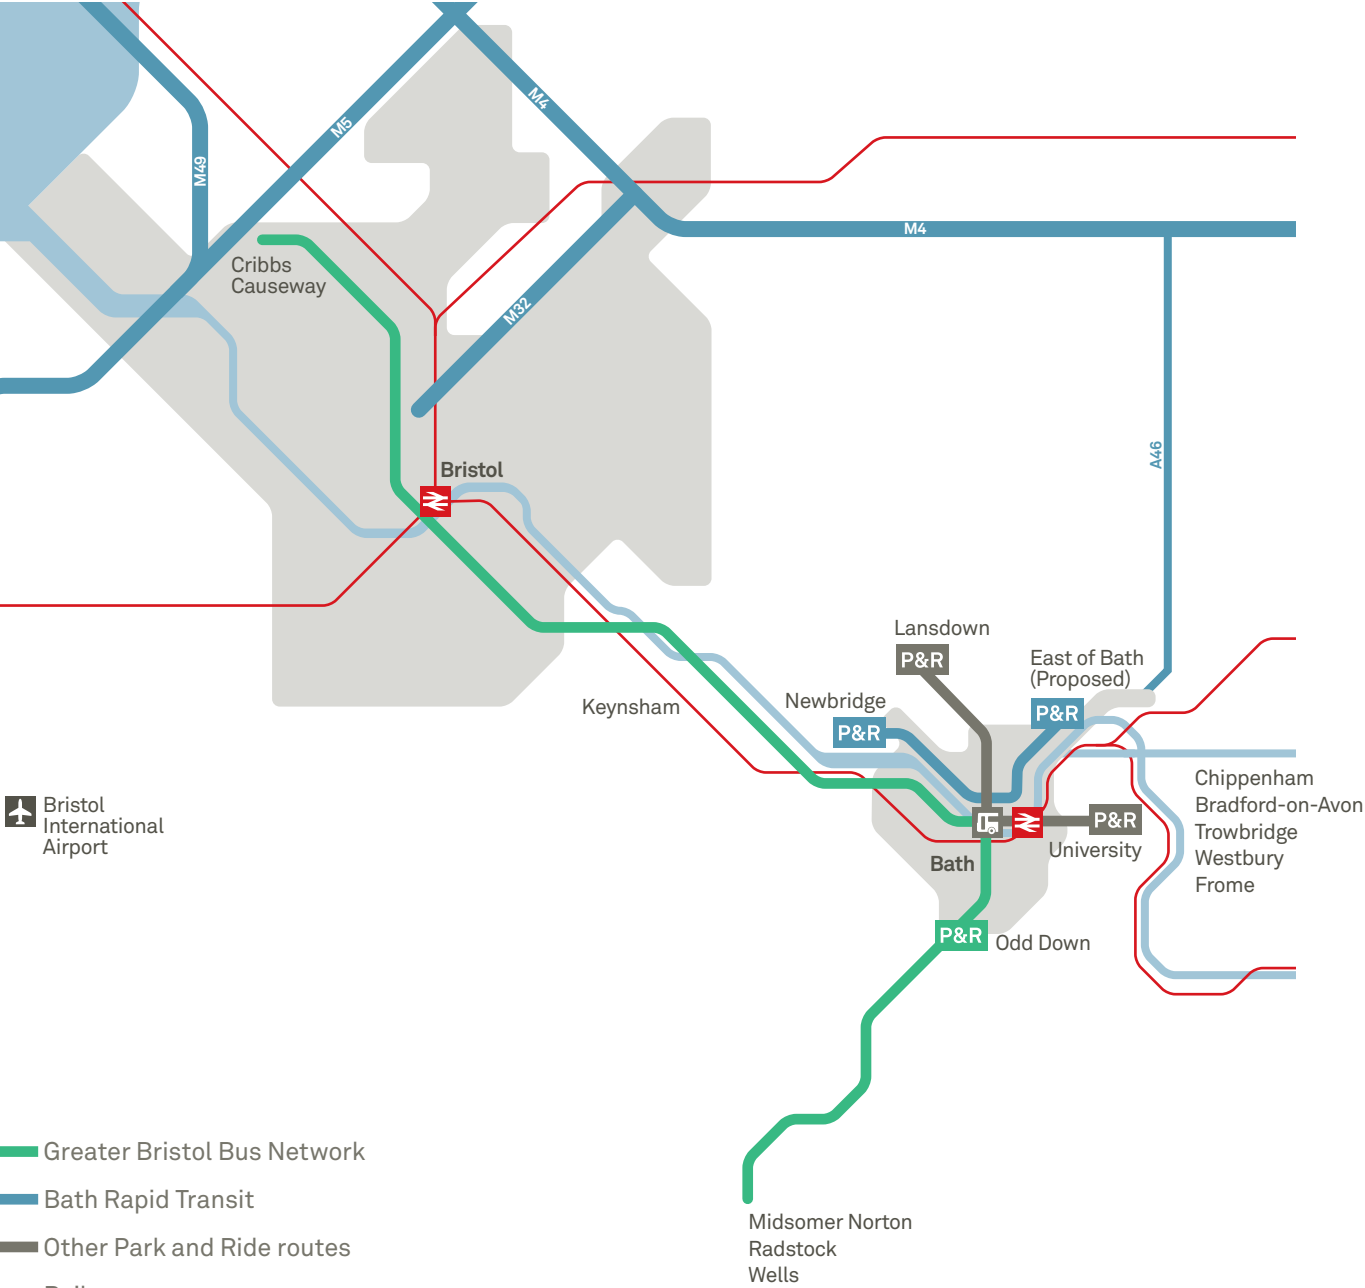 M4
M5
M49
M4
Cribbs
Causeway
M32
A46
Bristol
Lansdown
P&R
East of Bath
(Proposed)
P&R
Newbridge
P&R
Keynsham
Bristol
International
Airport
Chippenham
Bradford-on-Avon
Trowbridge
Westbury
Frome
P&R
University
Bath
P&R
Odd Down
Greater Bristol Bus Network
Bath Rapid Transit
Other Park and Ride routes
Midsomer Norton
Radstock
Wells